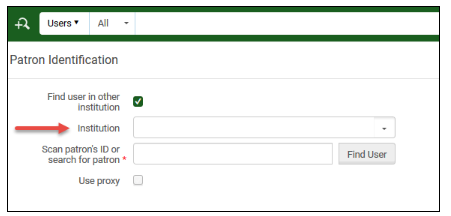 Users ▾ All
Patron Identification
Find user in other
institution
Institution
Scan patron's ID or
search for patron *
Find User
Use proxy